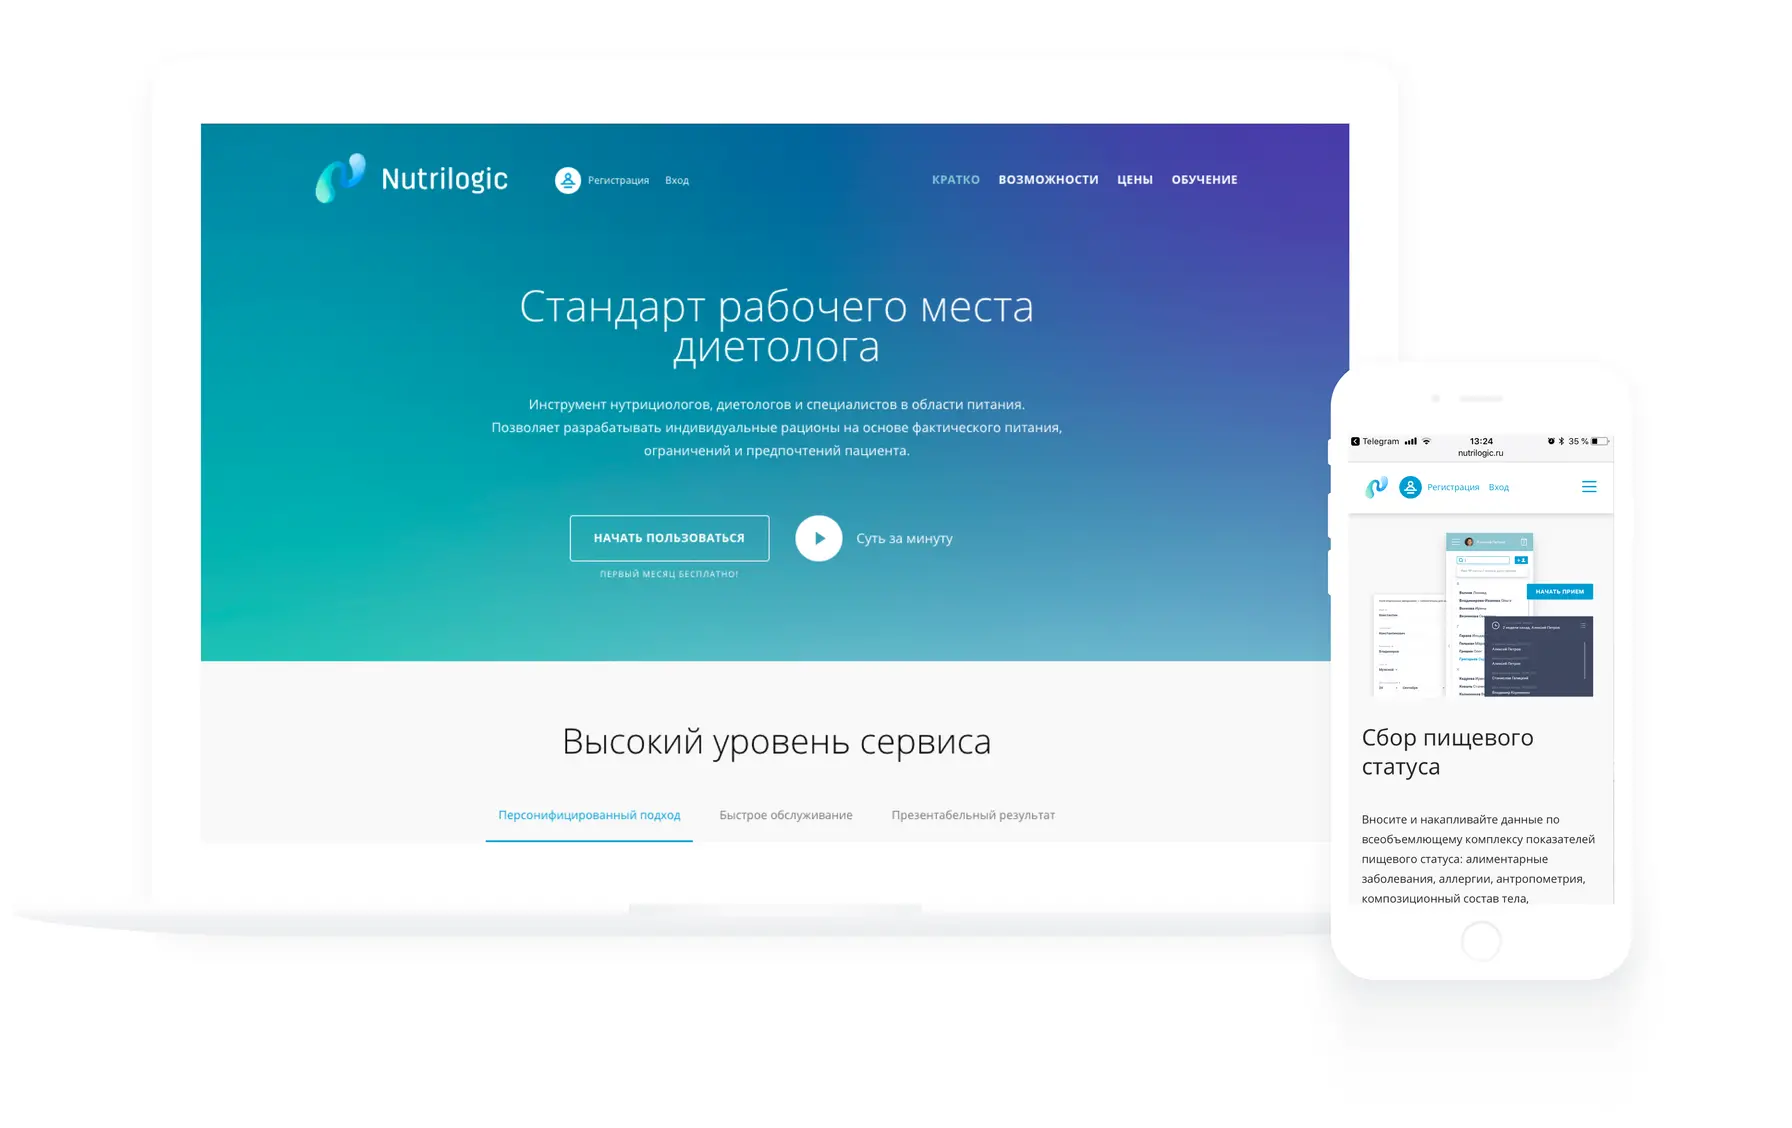 Nutrilogic
Регистрация Вход
КРАТКО ВОЗМОЖНОСТИ ЦЕНЫ ОБУЧЕНИЕ
Стандарт рабочего места
диетолога
Инструмент нутрициологов, диетологов и специалистов в области питания.
Позволяет разрабатывать индивидуальные рационы на основе фактического питания,
ограничений и предпочтений пациента.
НАЧАТЬ ПОЛЬЗОВАТЬСЯ
Суть за минуту
ПЕРВЫЙ МЕСЯЦ БЕСПЛАТНО!
Высокий уровень сервиса
Персонифицированный подход Быстрое обслуживание Презентабельный результат
Telegram 13:24 35 %
nutrilogic.ru
Регистрация Вход
НАЧАТЬ ПРИЕМ
Сбор пищевого
статуса
Вносите и накапливайте данные по
всеобъемлющему комплексу показателей
пищевого статуса: алиментарные
заболевания, аллергии, антропометрия,
композиционный состав тела,